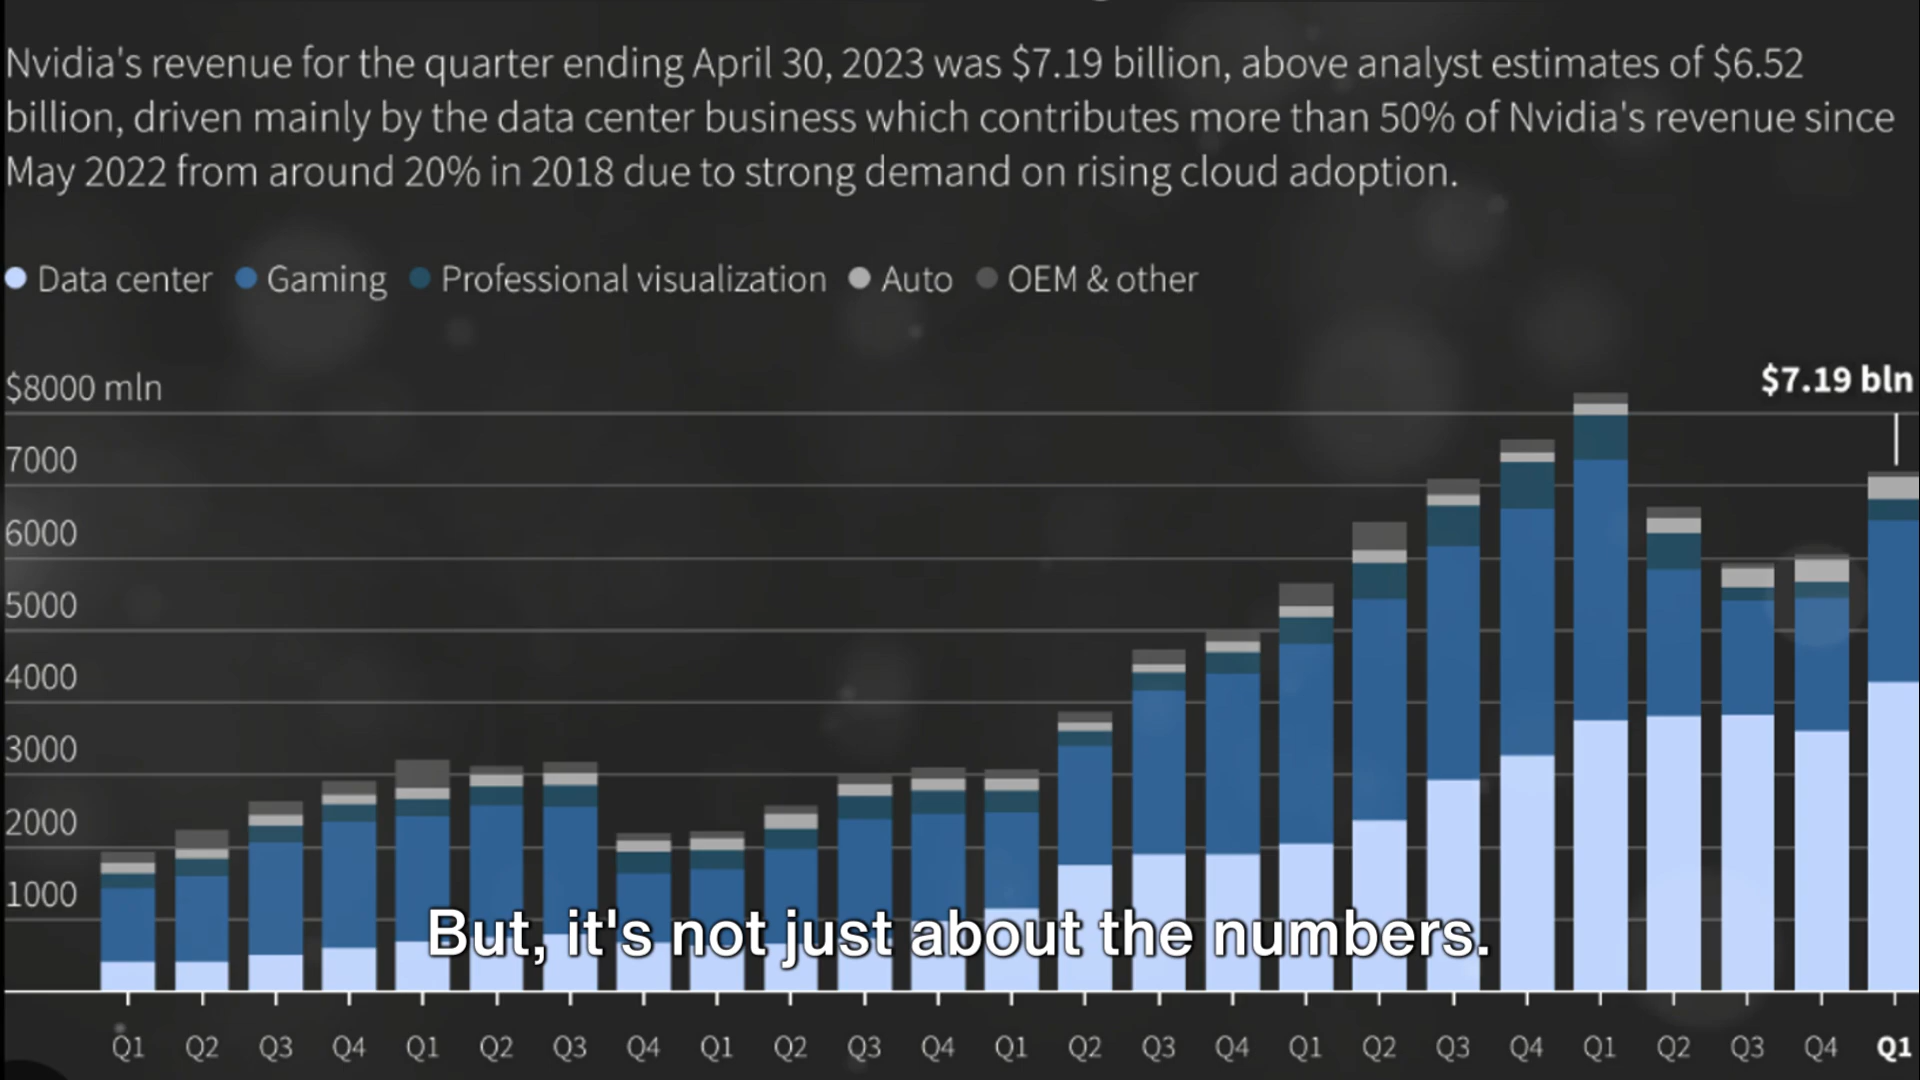 Nvidia's revenue for the quarter ending April 30, 2023 was $7.19 billion, above analyst estimates of $6.52
billion, driven mainly by the data center business which contributes more than 50% of Nvidia's revenue since
May 2022 from around 20% in 2018 due to strong demand on rising cloud adoption.
Data center Gaming Professional visualization Auto OEM & other
$8000 mln
$7.19 bln
7000
6000
5000
4000
3000
2000
1000
But, it's not just about the numbers.
Q1 Q2 Q3 Q4 Q1 Q2 Q3 Q4 Q1 Q2 Q3 Q4 Q1 Q2 Q3 Q4 Q1 Q2 Q3 Q4 Q1 Q2 Q3 Q4 Q1